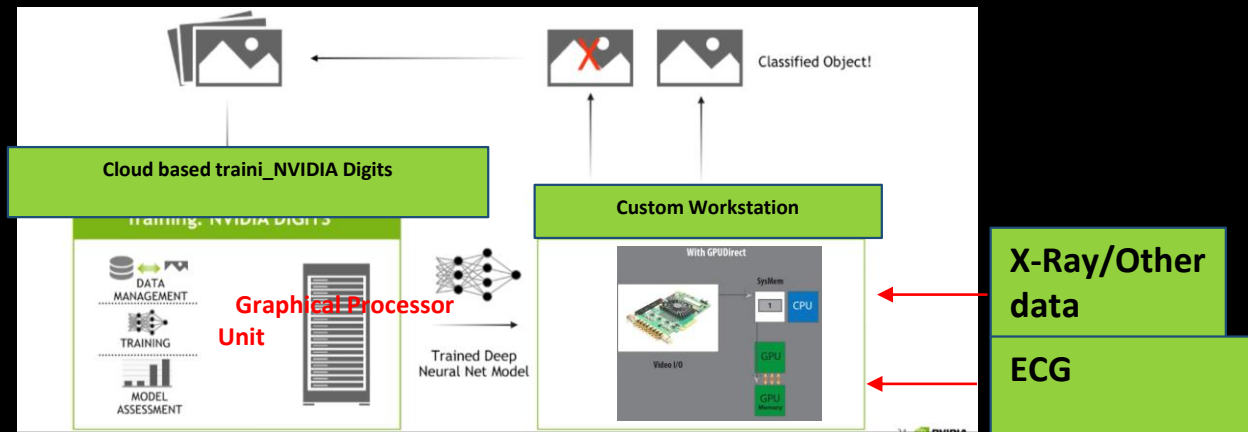 Classified Object!
Cloud based traini_NVIDIA Digits
Training: NVIDIA DIGITS
Custom Workstation
With GPUDirect
SysMem
1
CPU
X-Ray/Other
data
DATA
MANAGEMENT
Graphical Processor
Unit
TRAINING
Trained Deep
Neural Net Model
Video I/O
GPU
ECG
MODEL
ASSESSMENT
GPU
Memory
NVIDIA